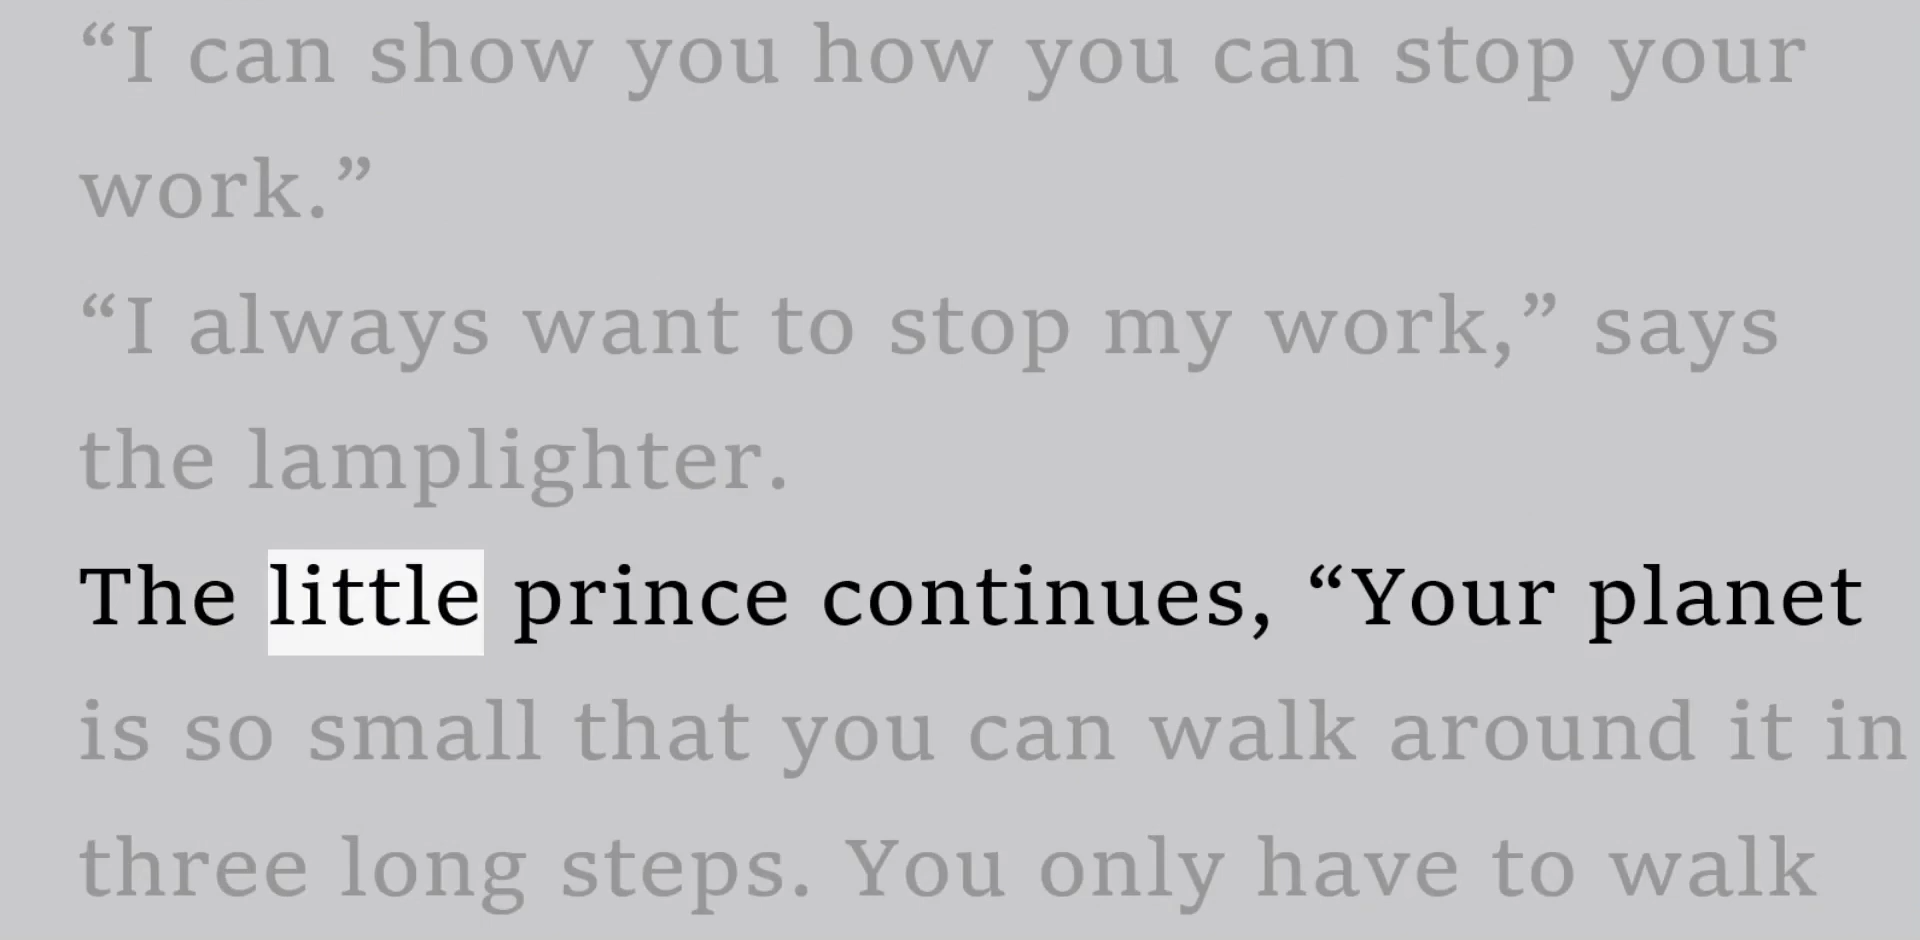 “I can show you how you can stop your
work.”
“I always want to stop my work,” says
the lamplighter.
The little prince continues, “Your planet
is so small that you can walk around it in
three long steps. You only have to walk